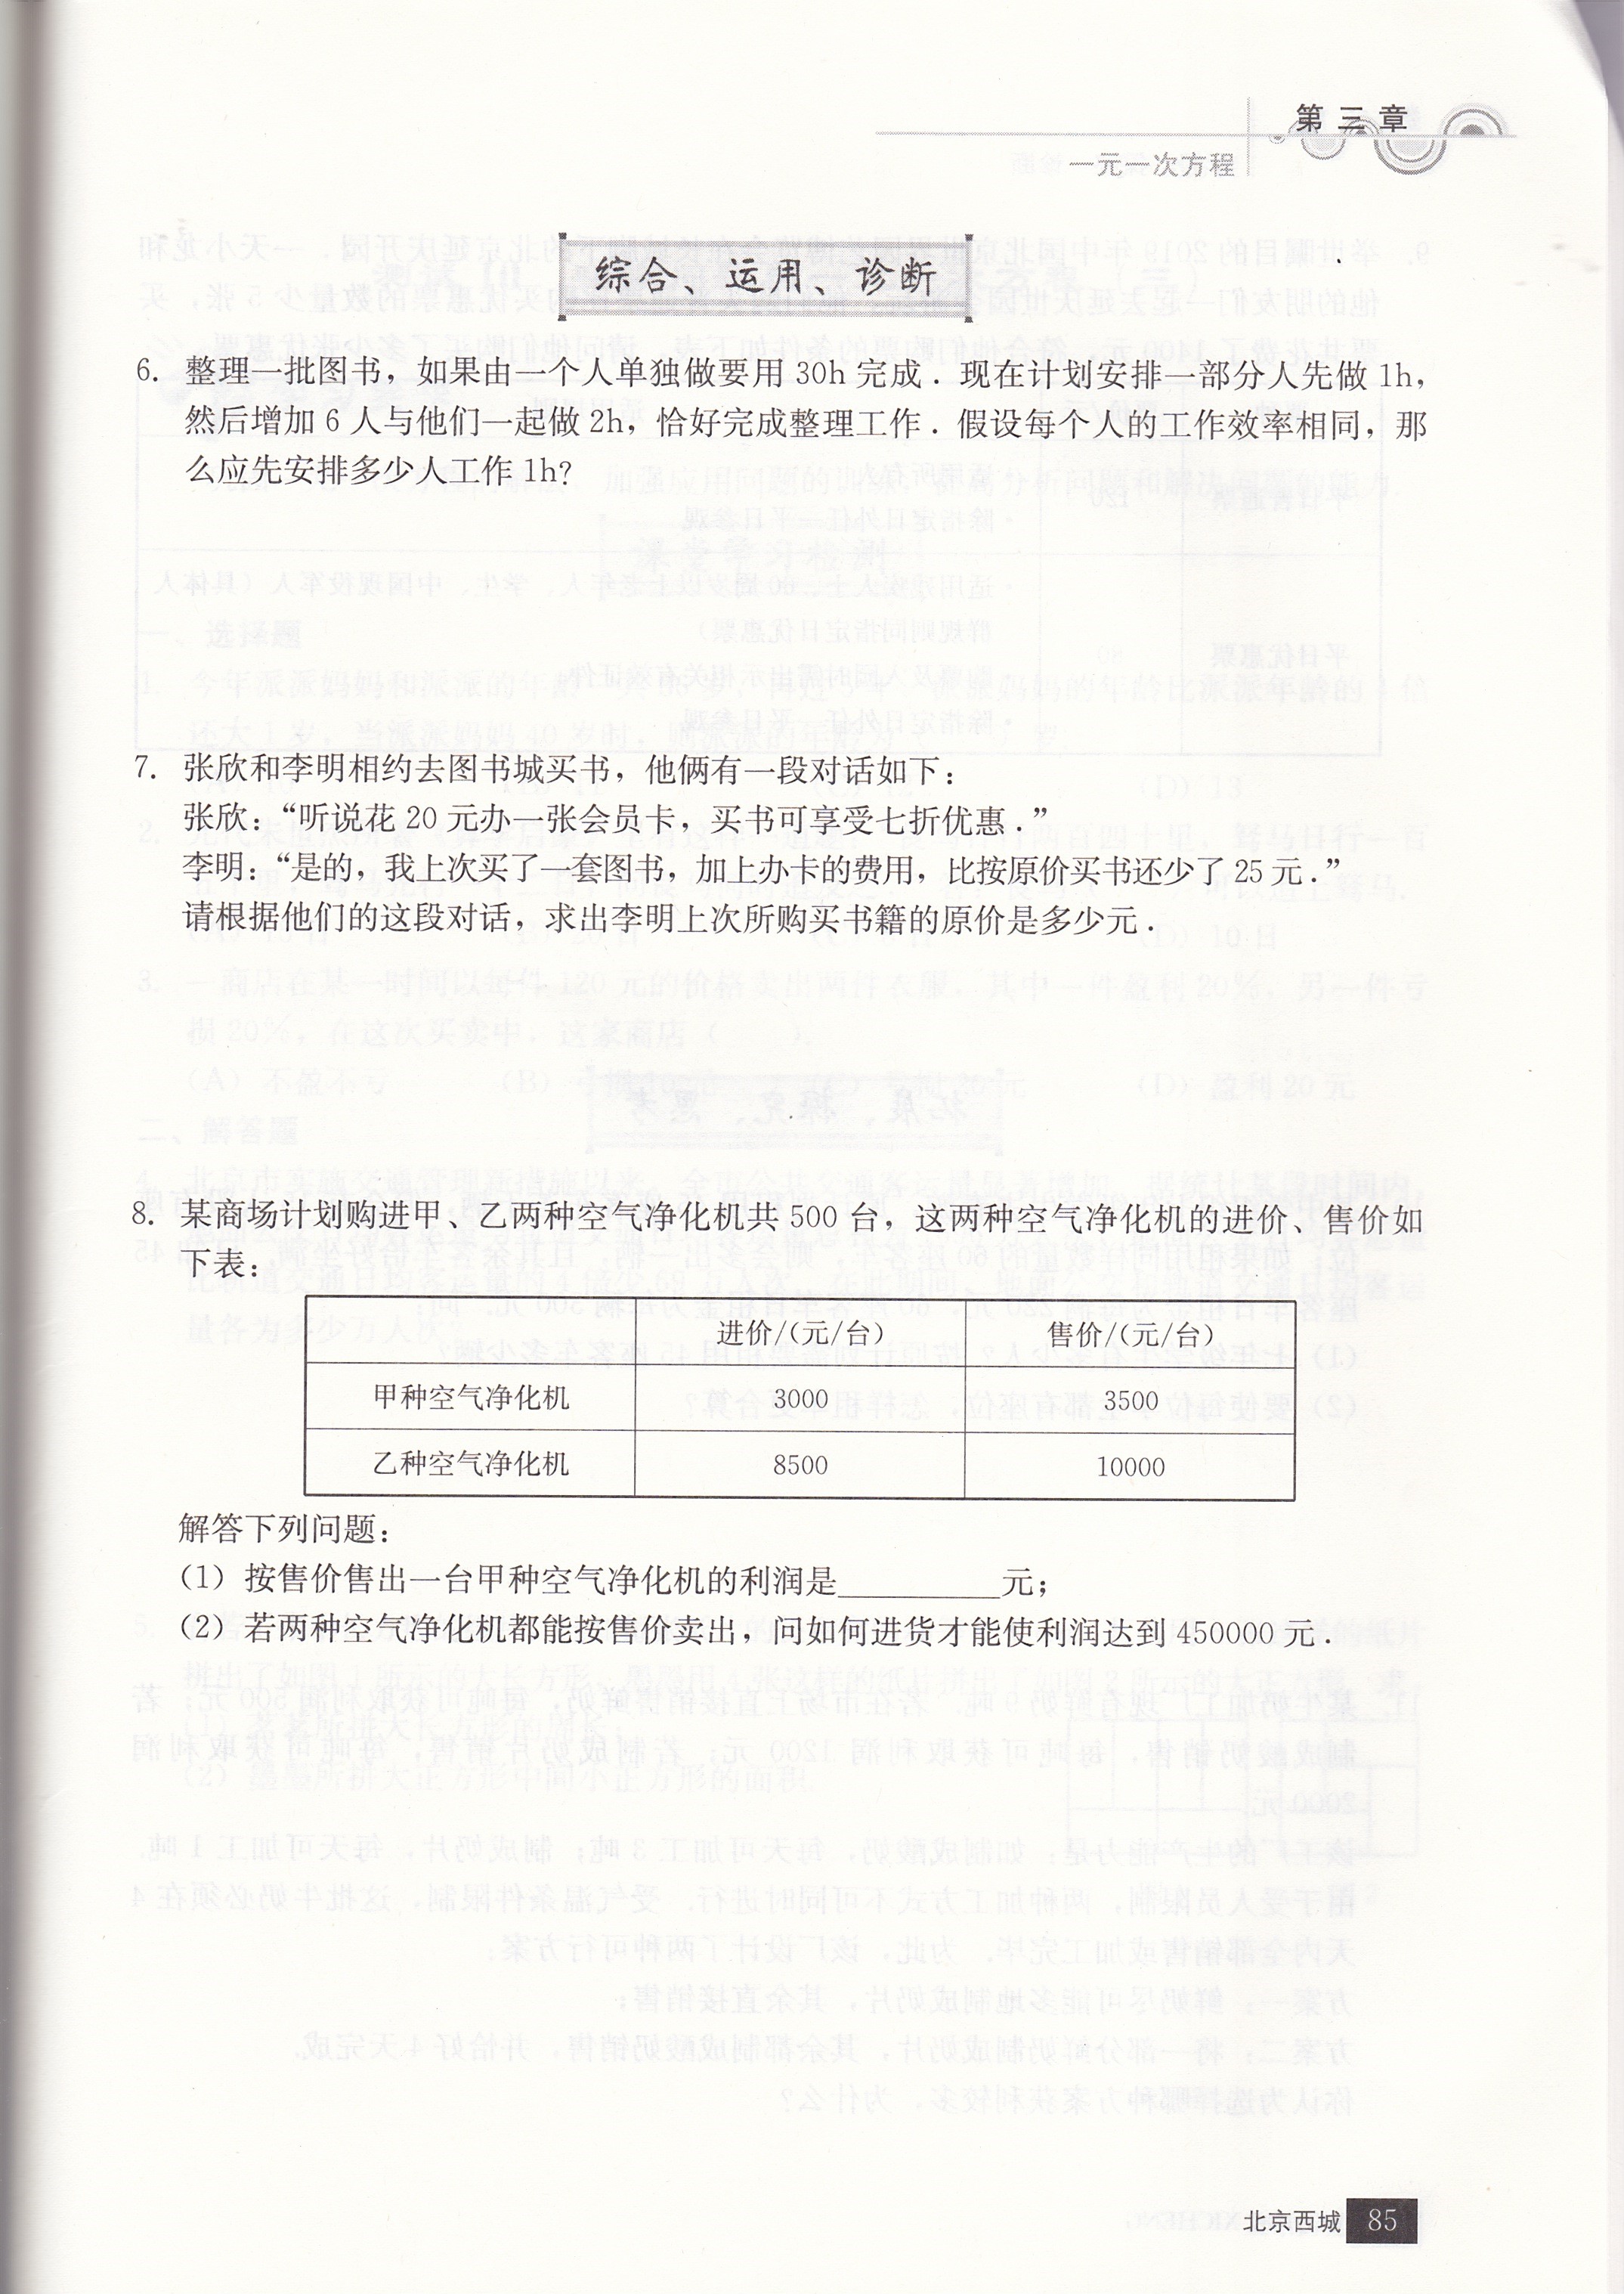 第三章
一元一次方程
综合、运用、诊断
6. 整理一批图书，如果由一个人单独做要用 30h 完成．现在计划安排一部分人先做 1h，
然后增加 6 人与他们一起做 2h，恰好完成整理工作．假设每个人的工作效率相同，那
么应先安排多少人工作 1h?
7. 张欣和李明相约去图书城买书，他俩有一段对话如下：
张欣：“听说花 20 元办一张会员卡，买书可享受七折优惠．”
李明：“是的，我上次买了一套图书，加上办卡的费用，比按原价买书还少了 25 元．”
请根据他们的这段对话，求出李明上次所购买书籍的原价是多少元．
8. 某商场计划购进甲、乙两种空气净化机共 500 台，这两种空气净化机的进价、售价如
下表：
进价/(元/台) 售价/(元/台)
甲种空气净化机 3000 3500
乙种空气净化机 8500 10000
解答下列问题：
(1) 按售价售出一台甲种空气净化机的利润是__________元；
(2) 若两种空气净化机都能按售价卖出，问如何进货才能使利润达到 450000 元．
北京西城 85